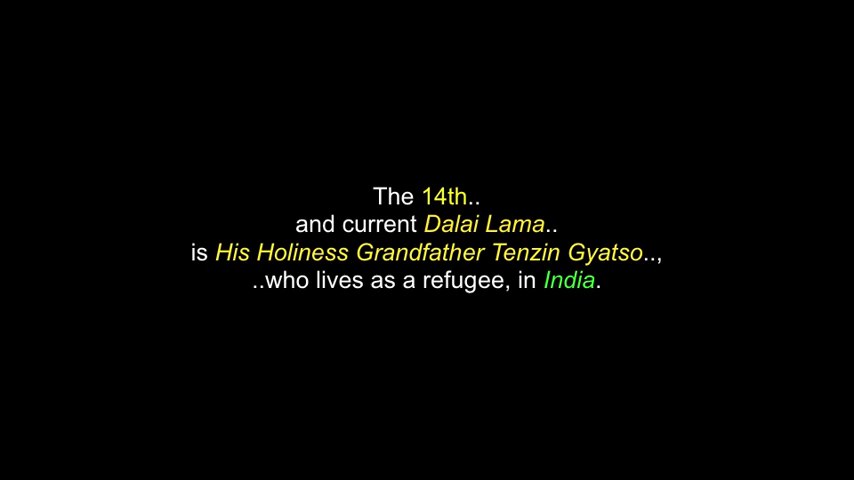 The 14th..
and current Dalai Lama..
is His Holiness Grandfather Tenzin Gyatso..,
..who lives as a refugee, in India.